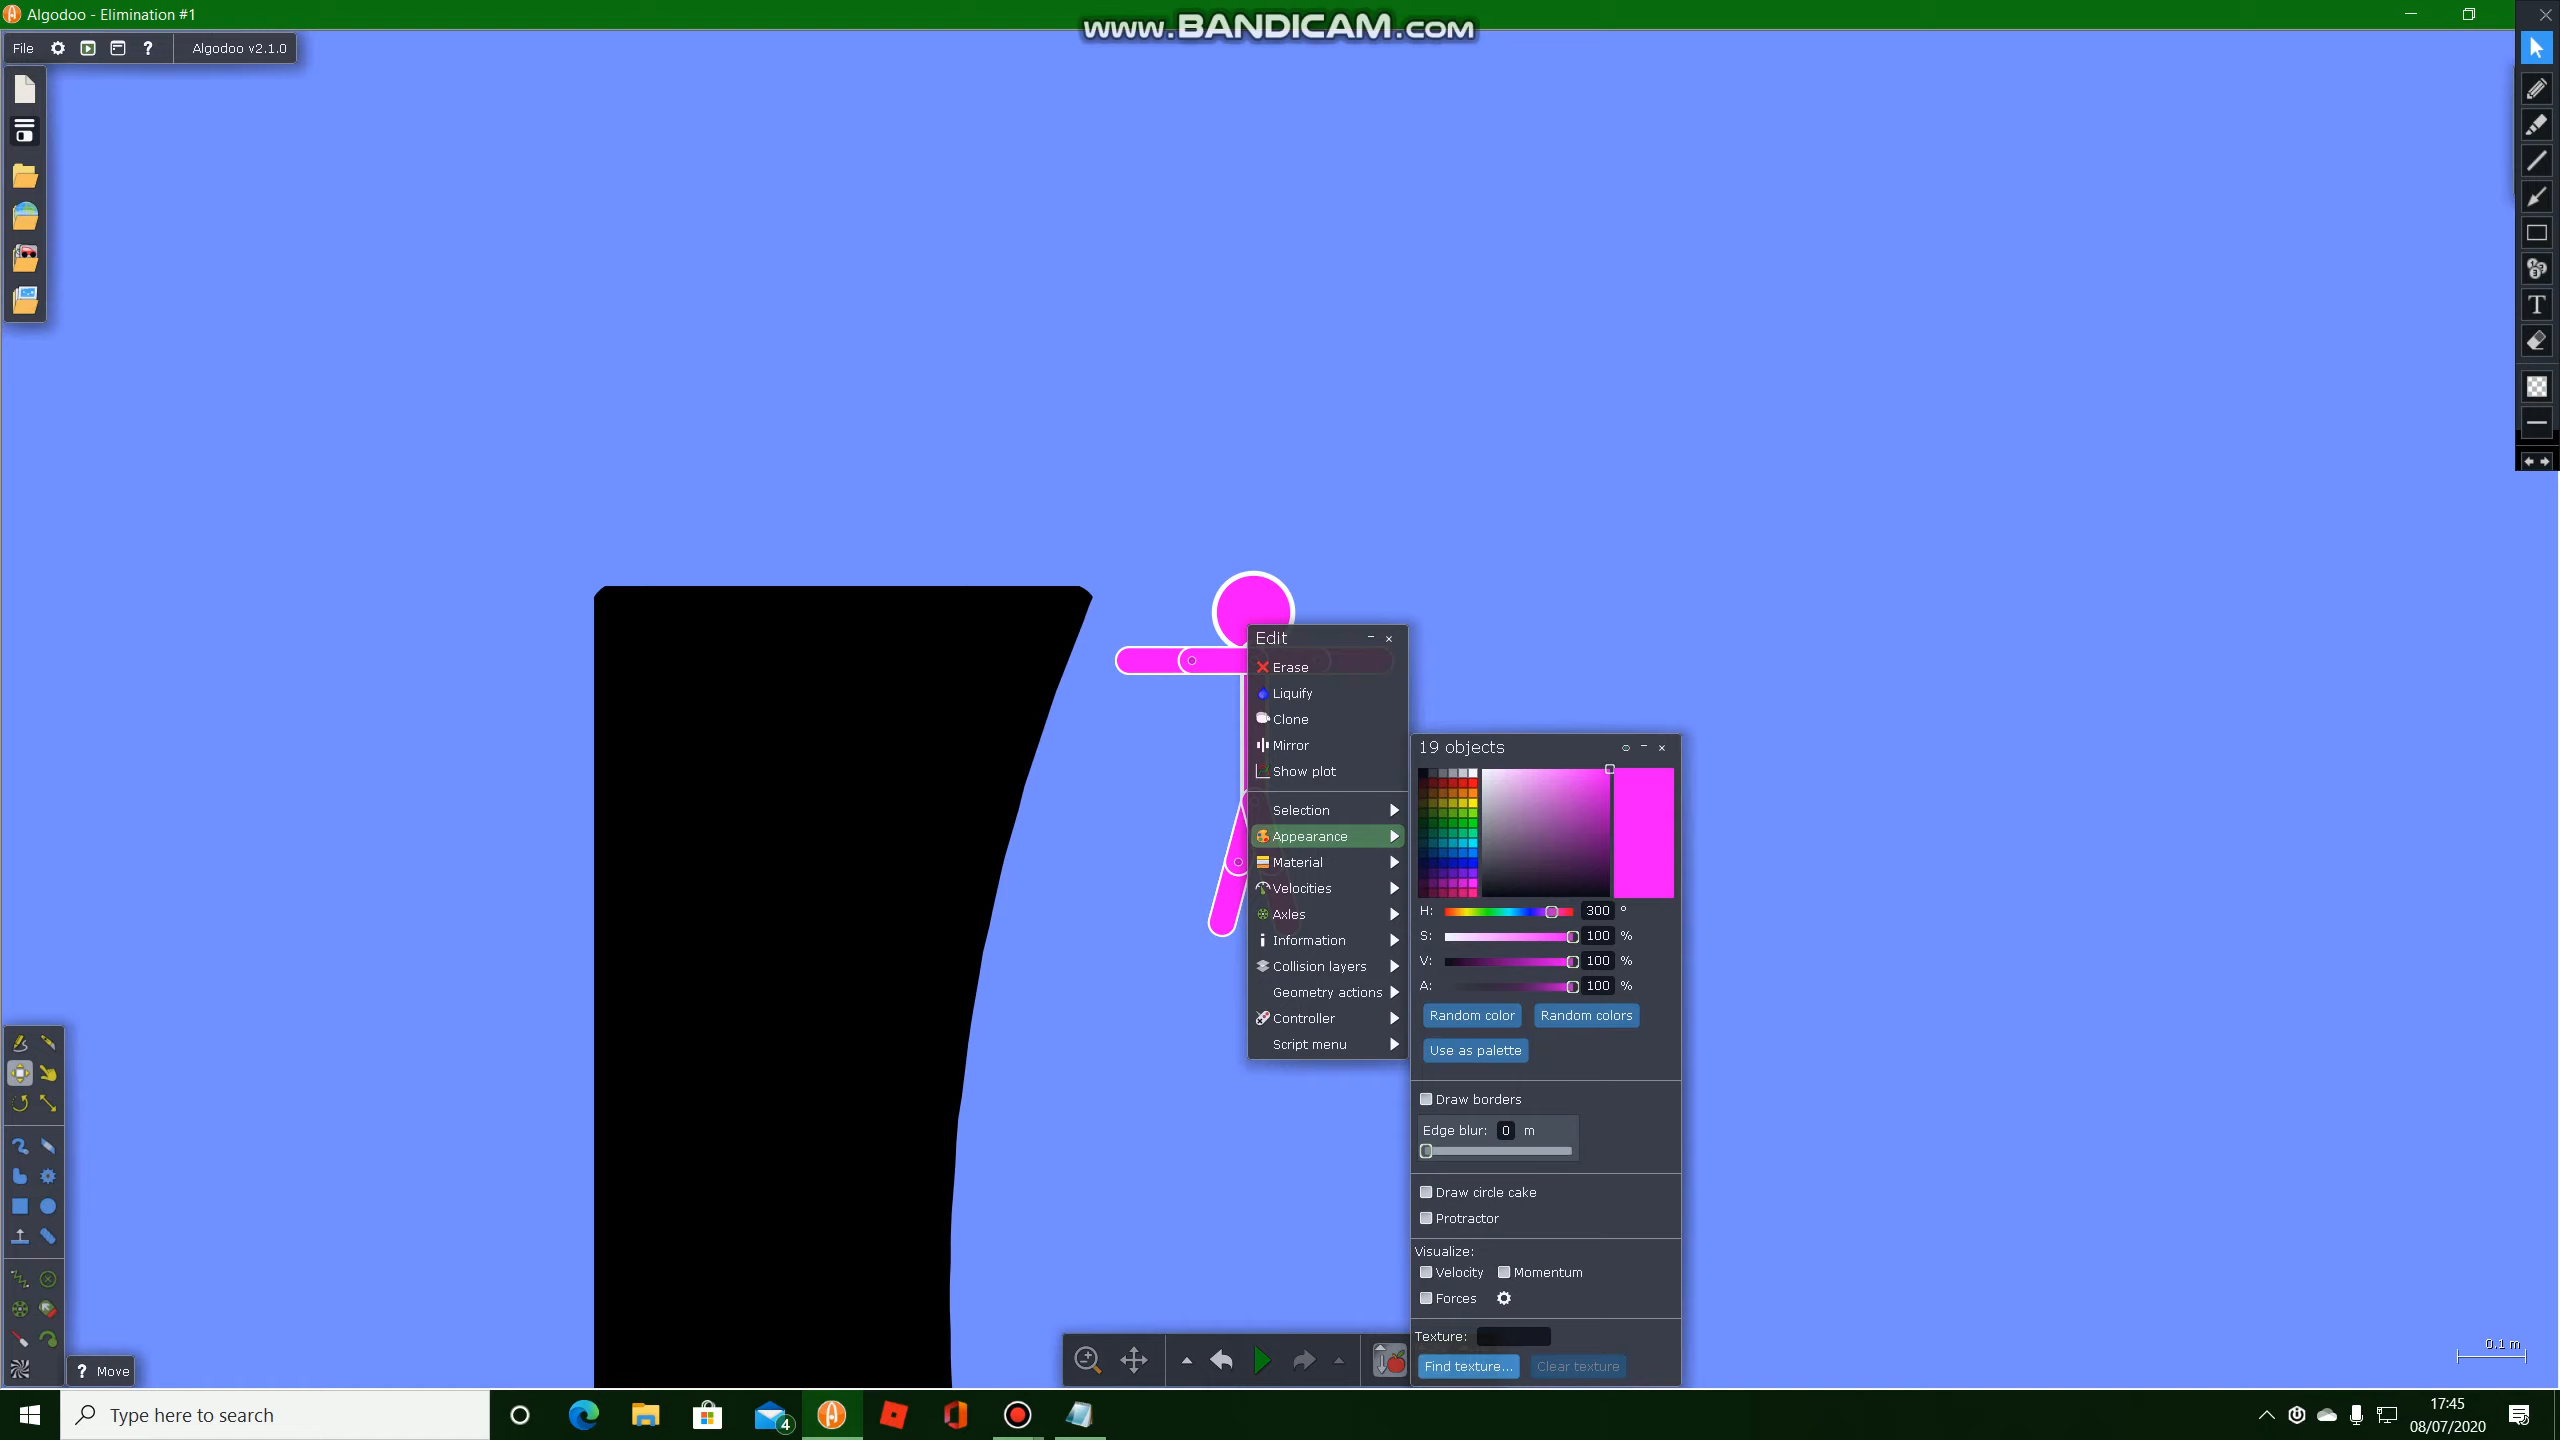 Algodoo - Elimination #1
www.BANDICAM.com
File
Algodoo v2.1.0
Edit
Erase
Liquify
Clone
Mirror
Show plot
Selection
Appearance
Material
Velocities
Axles
Information
Collision layers
Geometry actions
Controller
Script menu
19 objects
H: 300 °
S: 100 %
V: 100 %
A: 100 %
Random color Random colors
Use as palette
Draw borders
Edge blur: 0 m
Draw circle cake
Protractor
Visualize:
Velocity Momentum
Forces
Texture:
Find texture... Clear texture
? Move
0.1 m
Type here to search
4
17:45
08/07/2020